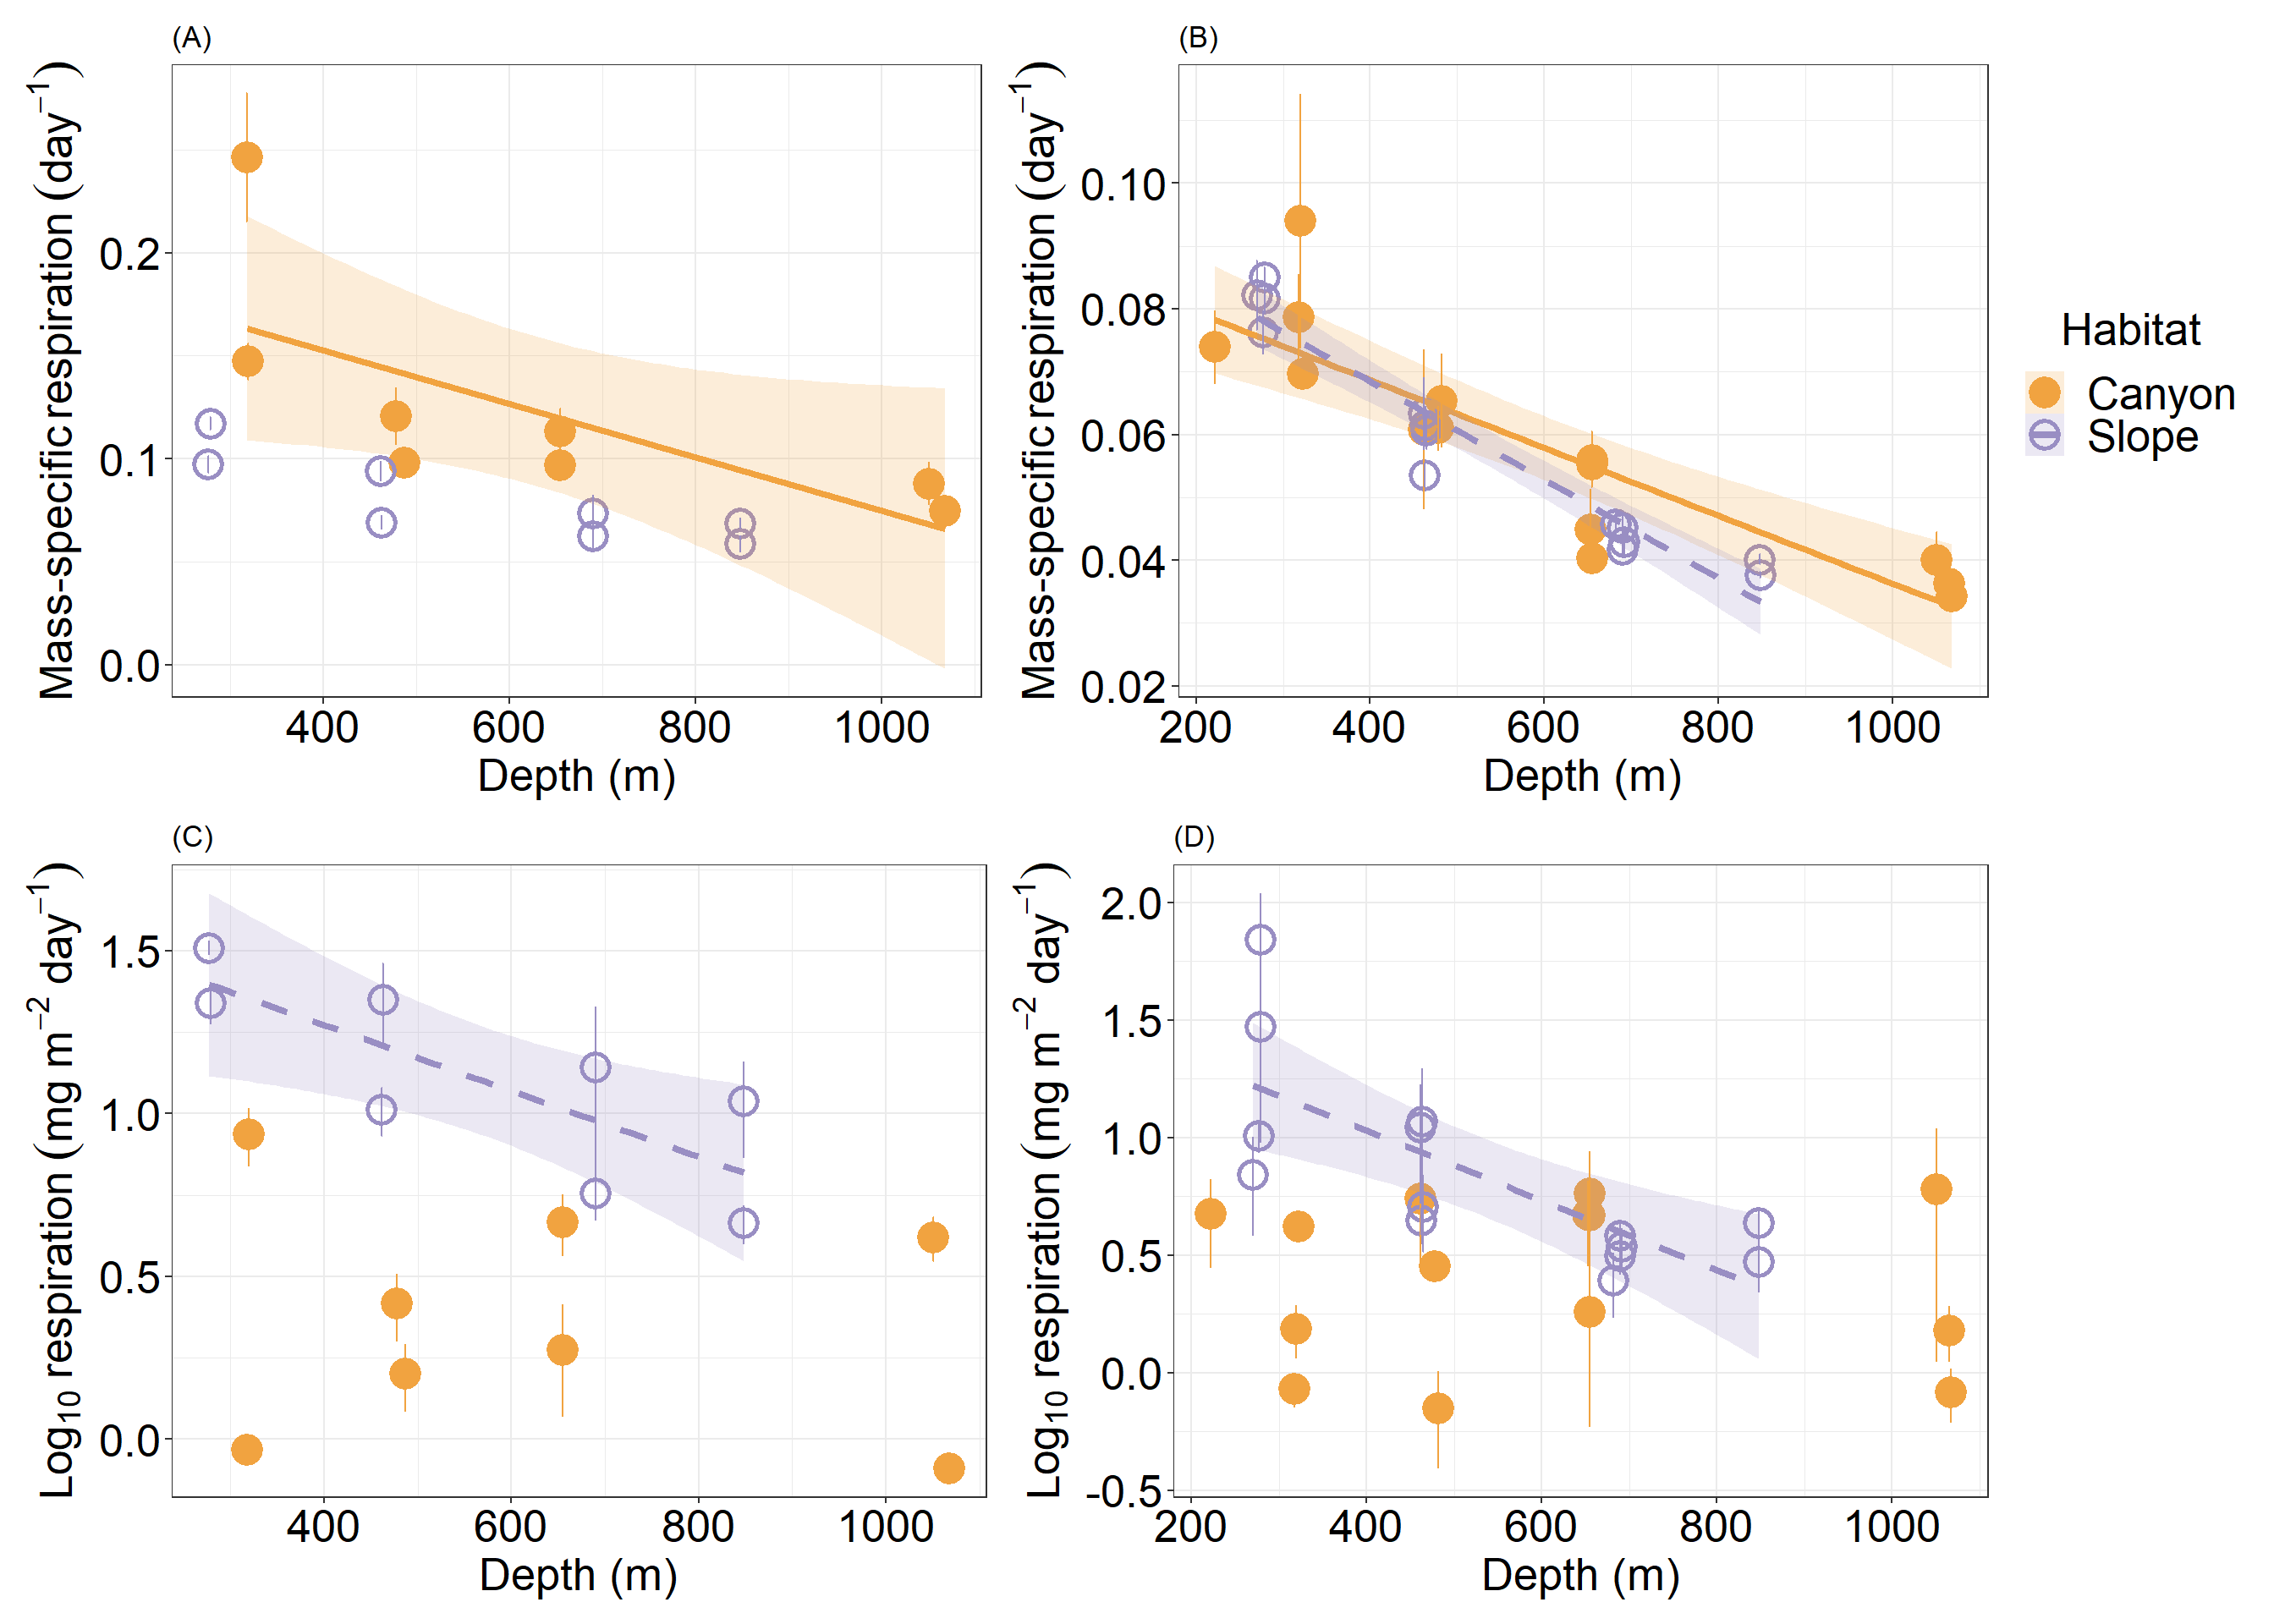 (A)
Mass-specific respiration (day⁻¹)
0.2
0.1
0.0
400 600 800 1000
Depth (m)
(B)
Mass-specific respiration (day⁻¹)
0.10
0.08
0.06
0.04
0.02
200 400 600 800 1000
Depth (m)
Habitat
Canyon
Slope
(C)
Log₁₀ respiration (mg m⁻² day⁻¹)
1.5
1.0
0.5
0.0
400 600 800 1000
Depth (m)
(D)
Log₁₀ respiration (mg m⁻² day⁻¹)
2.0
1.5
1.0
0.5
0.0
-0.5
200 400 600 800 1000
Depth (m)